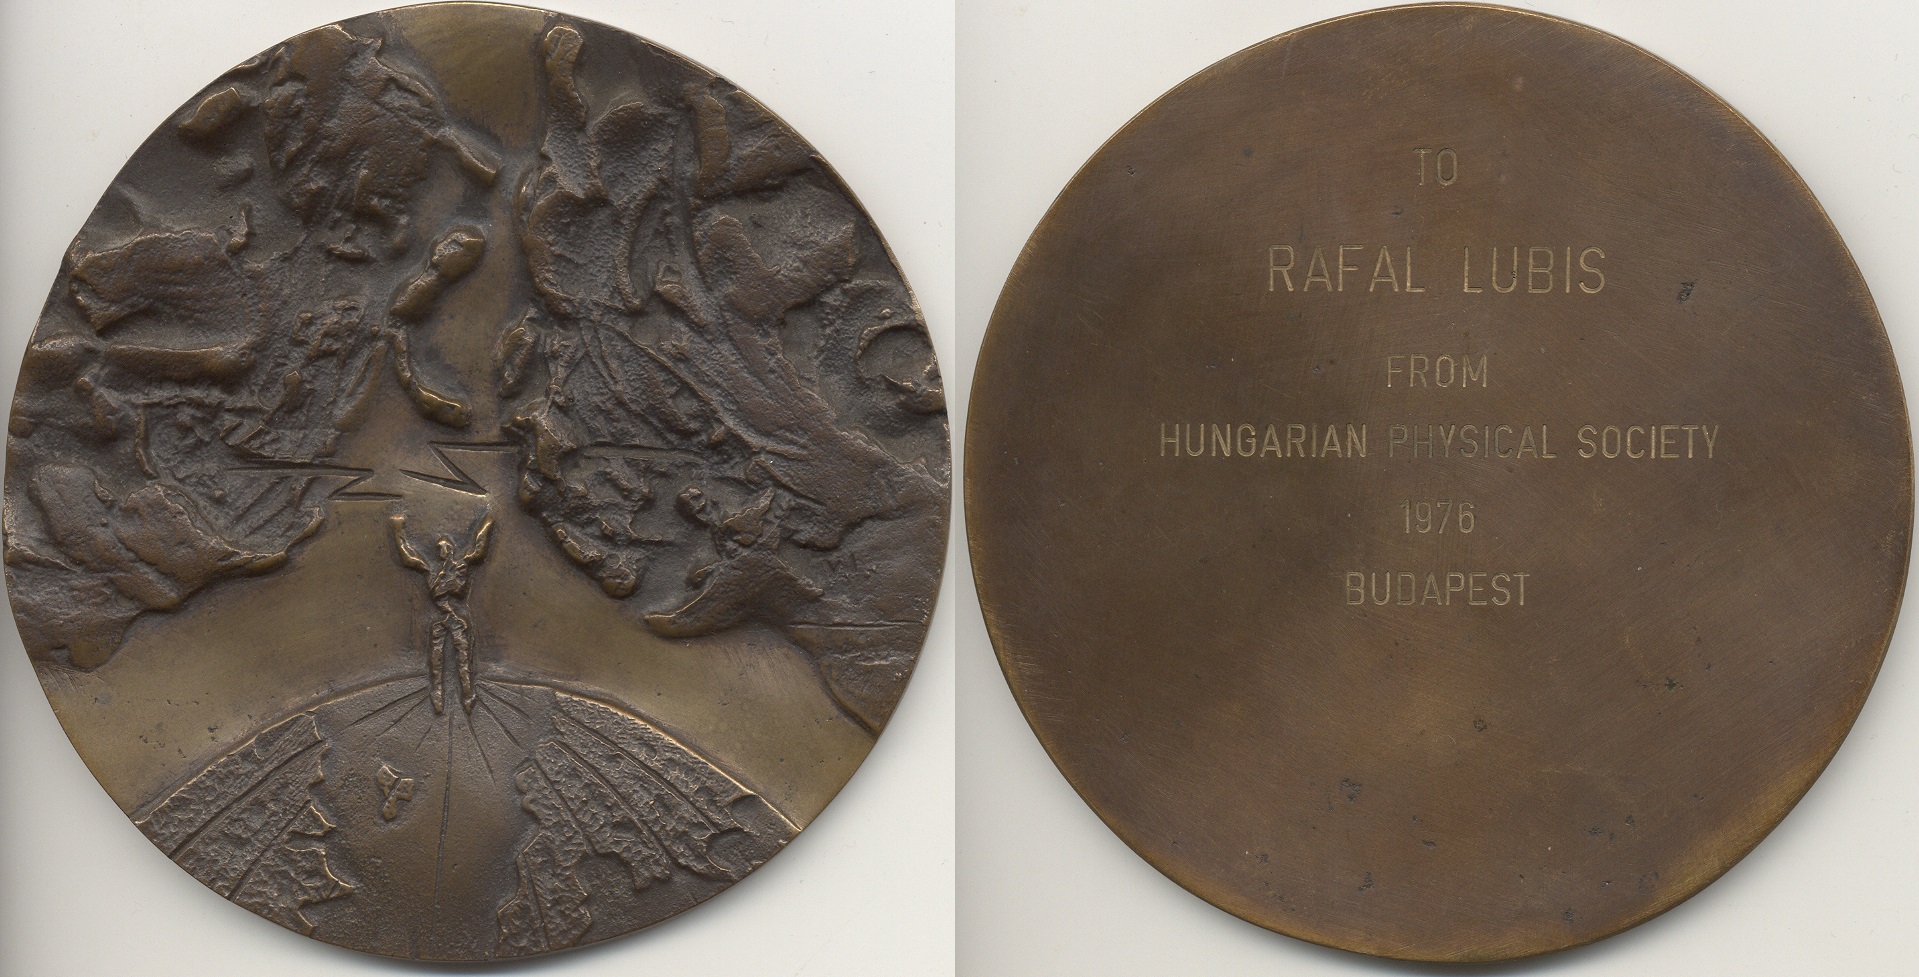 TO
RAFAL LUBIS
FROM
HUNGARIAN PHYSICAL SOCIETY
1976
BUDAPEST